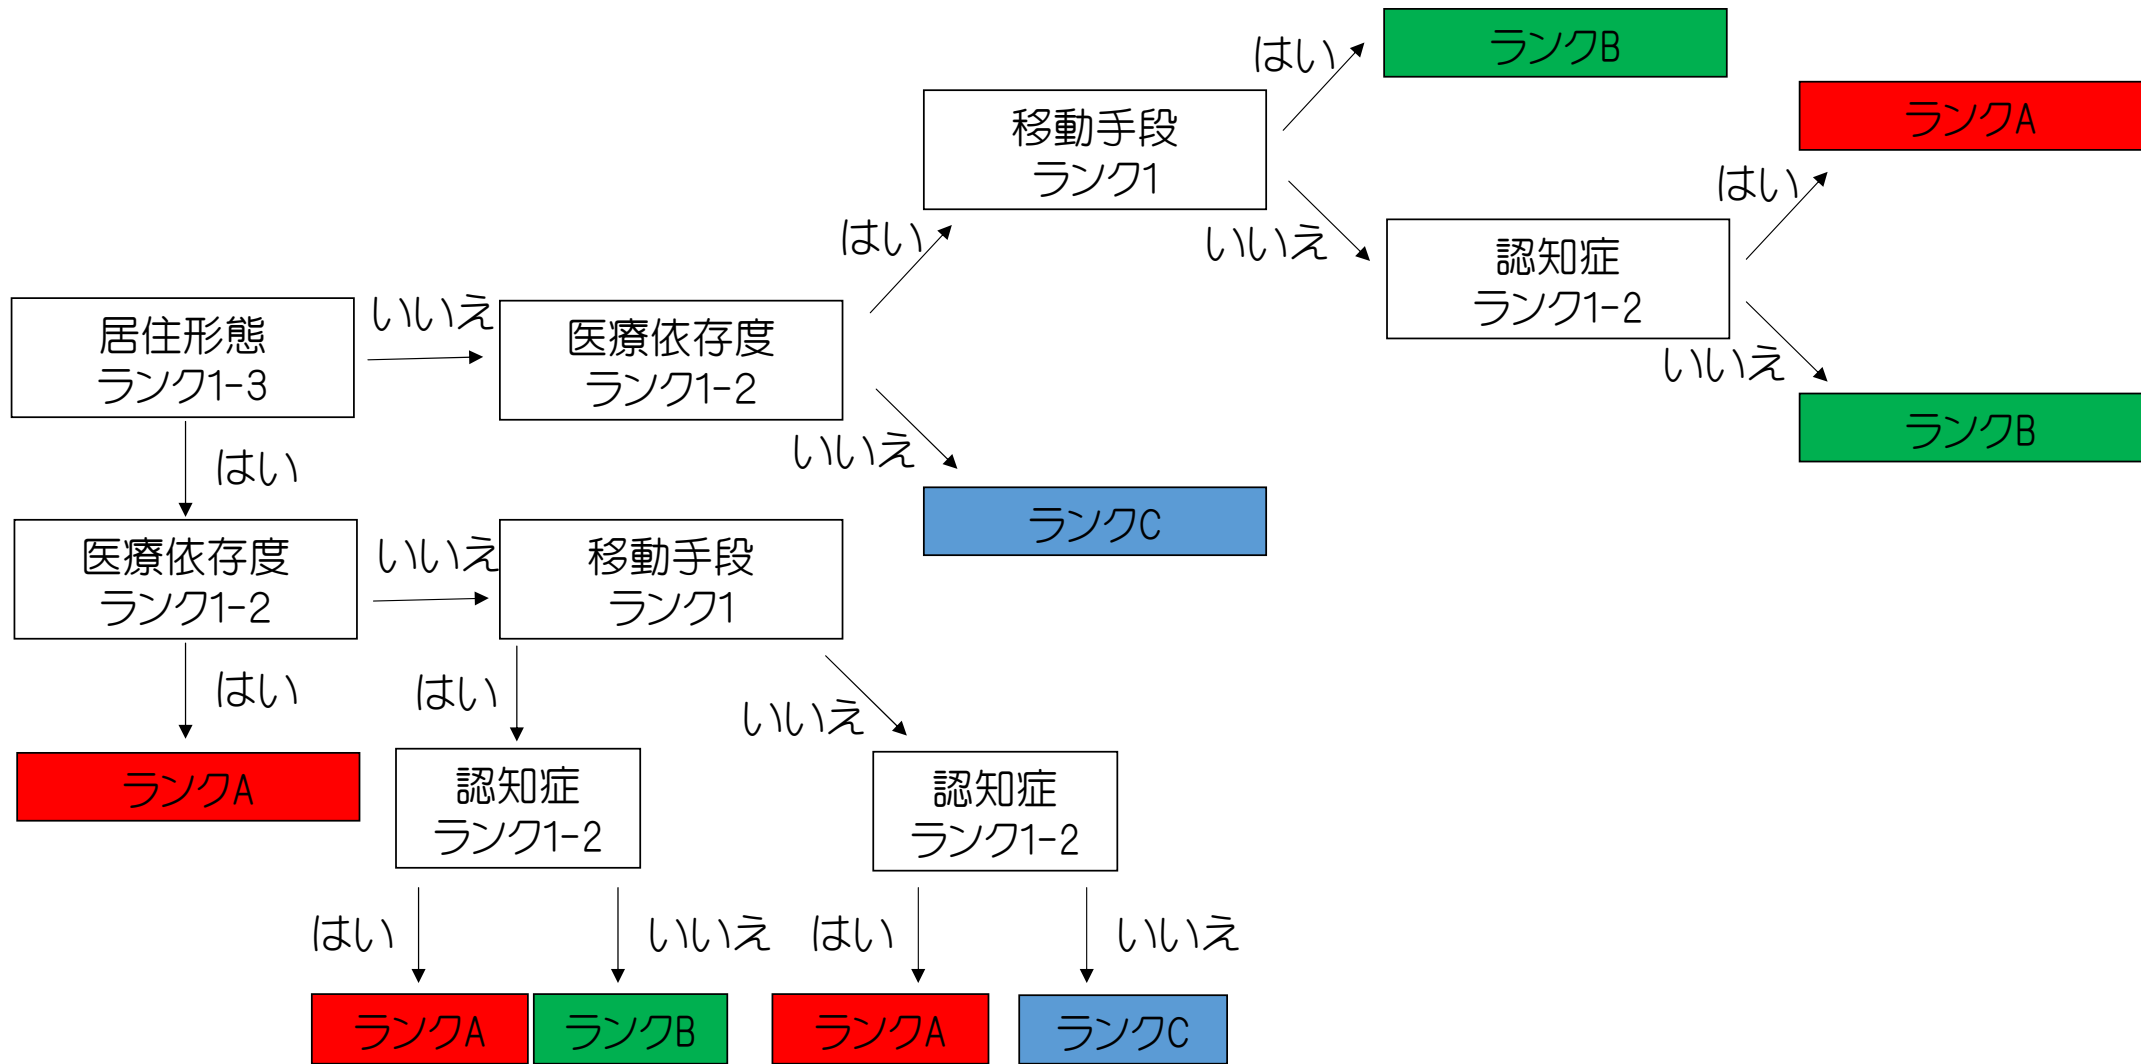 はい
ランクB
移動手段
ランク1
ランクA
はい
はい
いいえ
認知症
ランク1-2
居住形態
ランク1-3
いいえ
医療依存度
ランク1-2
いいえ
ランクB
はい
いいえ
ランクC
医療依存度
ランク1-2
いいえ
移動手段
ランク1
はい
はい
いいえ
ランクA
認知症
ランク1-2
認知症
ランク1-2
はい
いいえ
はい
いいえ
ランクA
ランクB
ランクA
ランクC